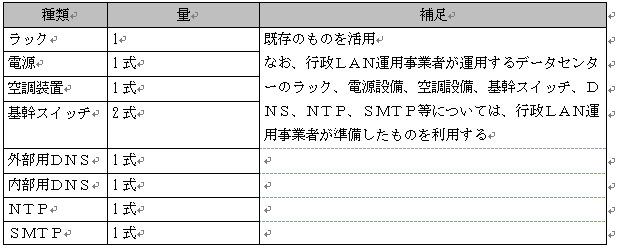 種類 量 補足
ラック 1 既存のものを活用
電源 1式 なお、行政ＬＡＮ運用事業者が運用するデータセンタ
空調装置 1式 ーのラック、電源設備、空調設備、基幹スイッチ、Ｄ
基幹スイッチ 2式 ＮＳ、ＮＴＰ、ＳＭＴＰ等については、行政ＬＡＮ運
用事業者が準備したものを利用する
外部用ＤＮＳ 1式
内部用ＤＮＳ 1式
ＮＴＰ 1式
ＳＭＴＰ 1式